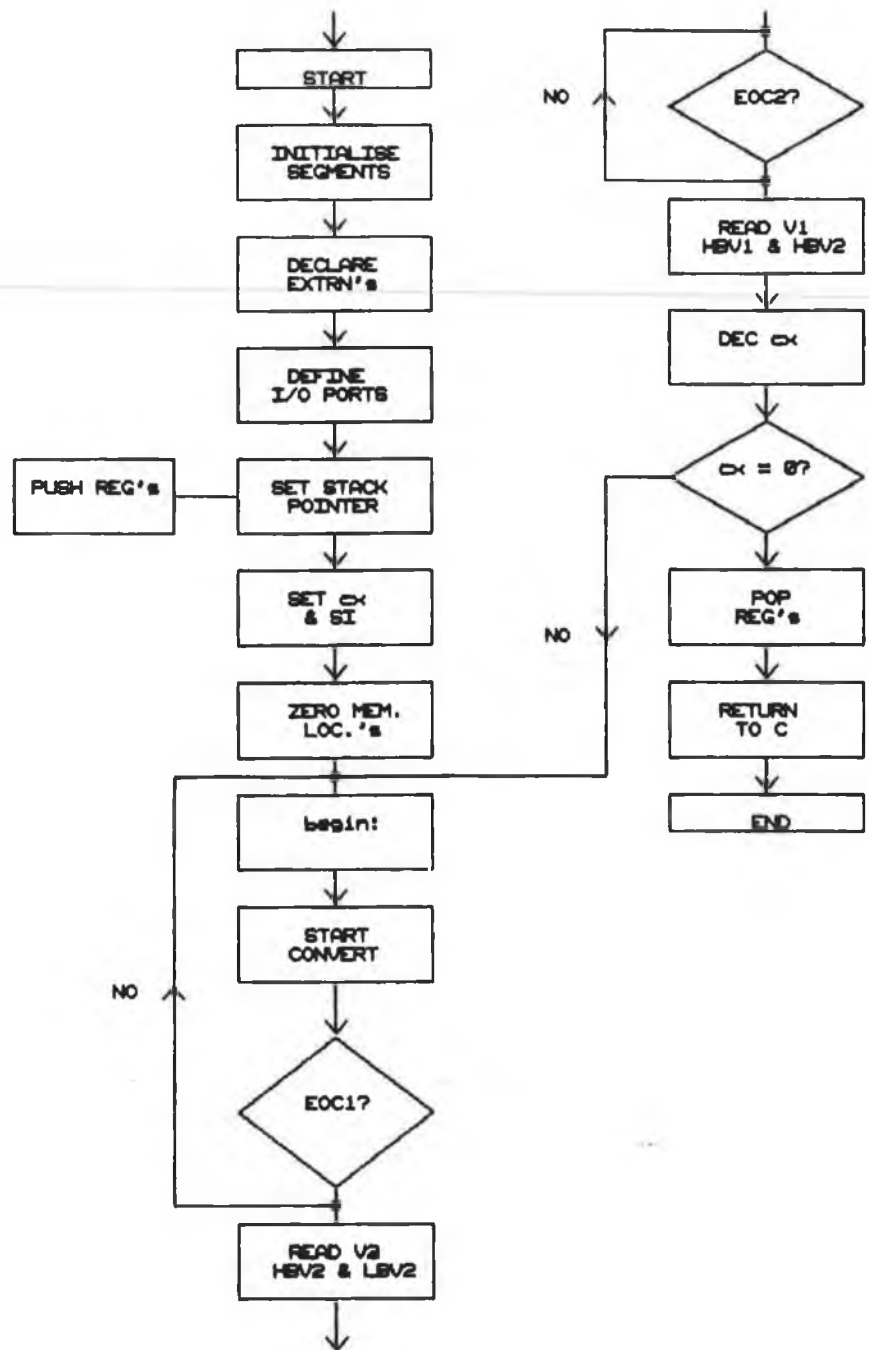 START
INITIALISE
SEGMENTS
DECLARE
EXTRN's
DEFINE
I/O PORTS
PUSH REG's
SET STACK
POINTER
SET cx
& SI
ZERO MEM.
LOC.'s
begin:
START
CONVERT
NO
EOC1?
READ V2
HBV2 & LBV2
NO
EOC2?
READ V1
HBV1 & HBV2
DEC cx
cx = 0?
NO
POP
REG's
RETURN
TO C
END